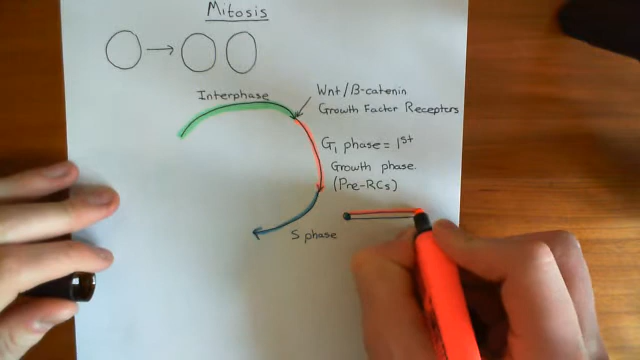 Mitosis
Interphase
Wnt/β-catenin
Growth Factor Receptors
G₁ phase = 1st
Growth phase.
(Pre-RCs)
S phase